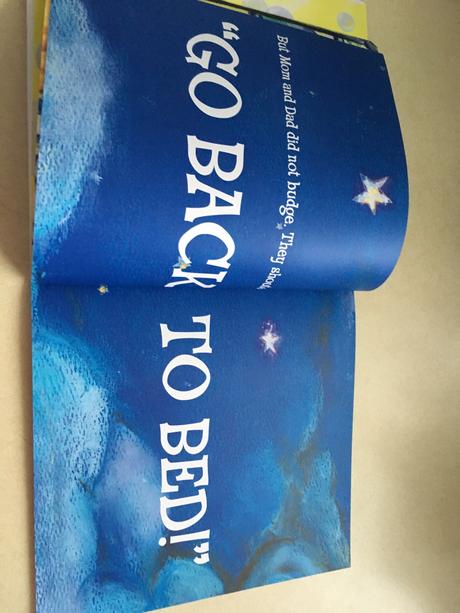 But Mom and Dad did not budge. They
"GO BACK TO BED!"